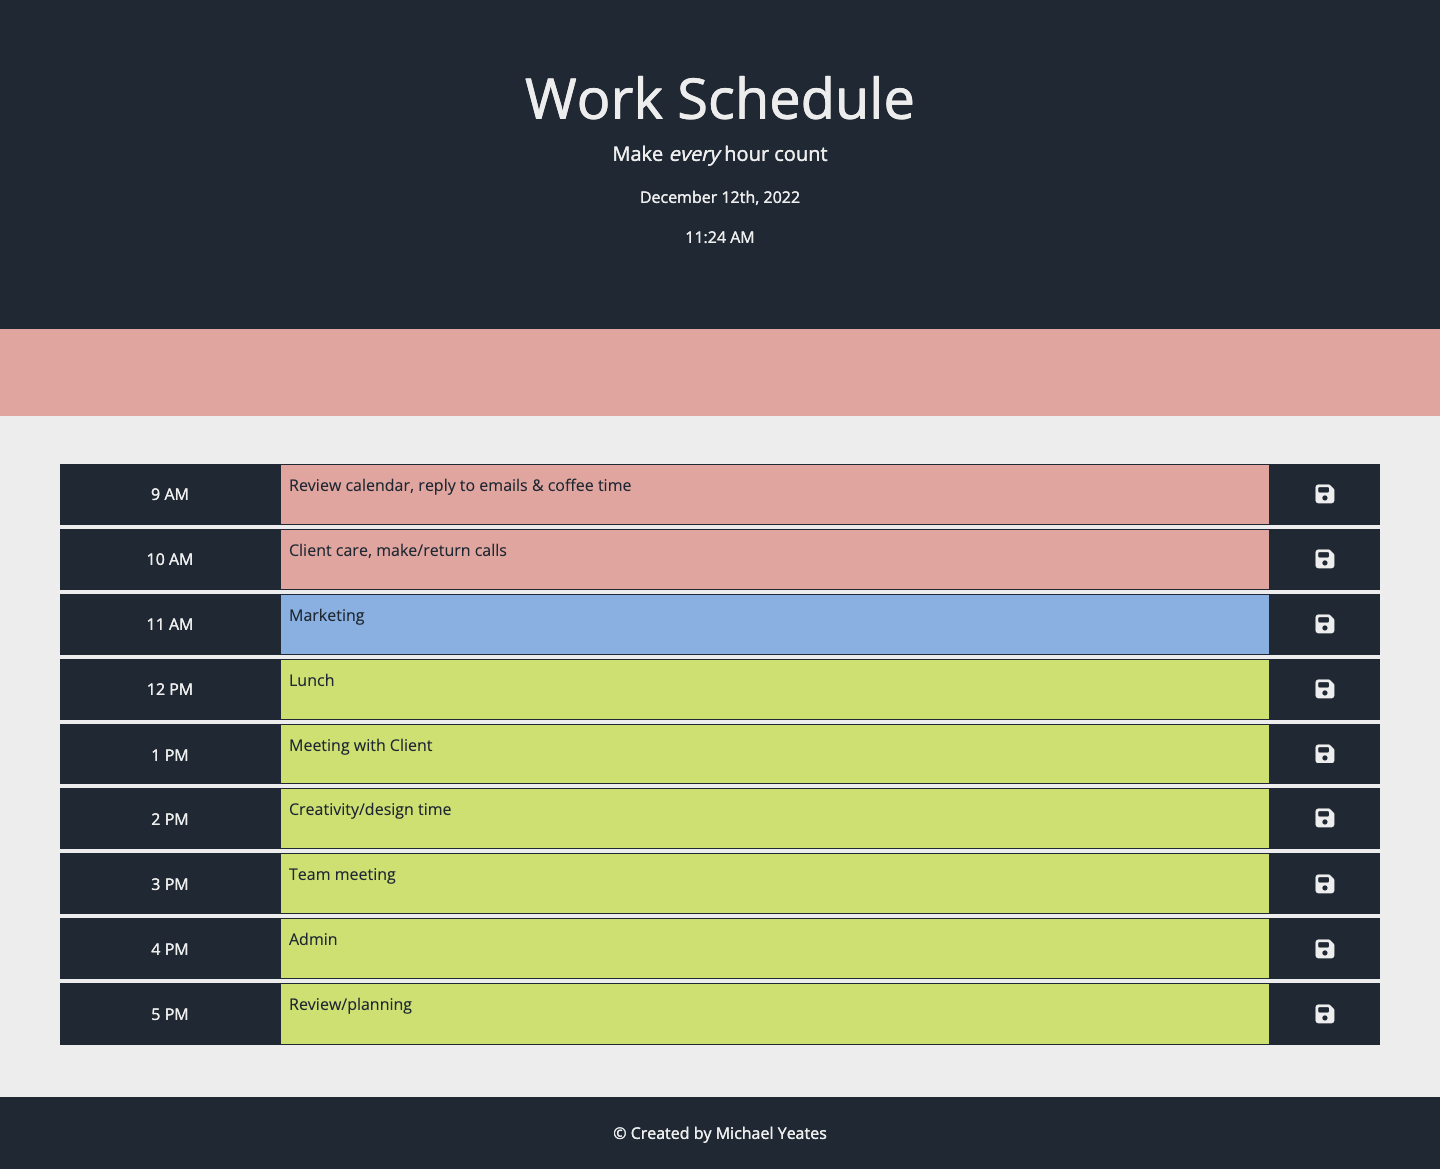 Work Schedule
Make every hour count
December 12th, 2022
11:24 AM
9 AM
Review calendar, reply to emails & coffee time
10 AM
Client care, make/return calls
11 AM
Marketing
12 PM
Lunch
1 PM
Meeting with Client
2 PM
Creativity/design time
3 PM
Team meeting
4 PM
Admin
5 PM
Review/planning
© Created by Michael Yeates